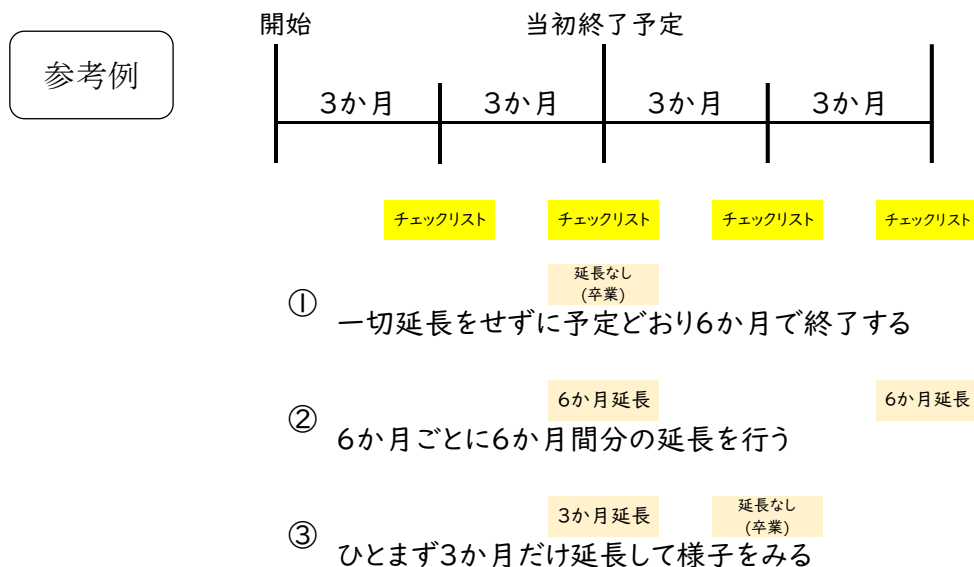 開始
当初終了予定
参考例
3か月
3か月
3か月
3か月
チェックリスト
チェックリスト
チェックリスト
チェックリスト
延長なし
(卒業)
①
一切延長をせずに予定どおり6か月で終了する
6か月延長
6か月延長
②
6か月ごとに6か月間分の延長を行う
3か月延長
延長なし
(卒業)
③
ひとまず3か月だけ延長して様子をみる